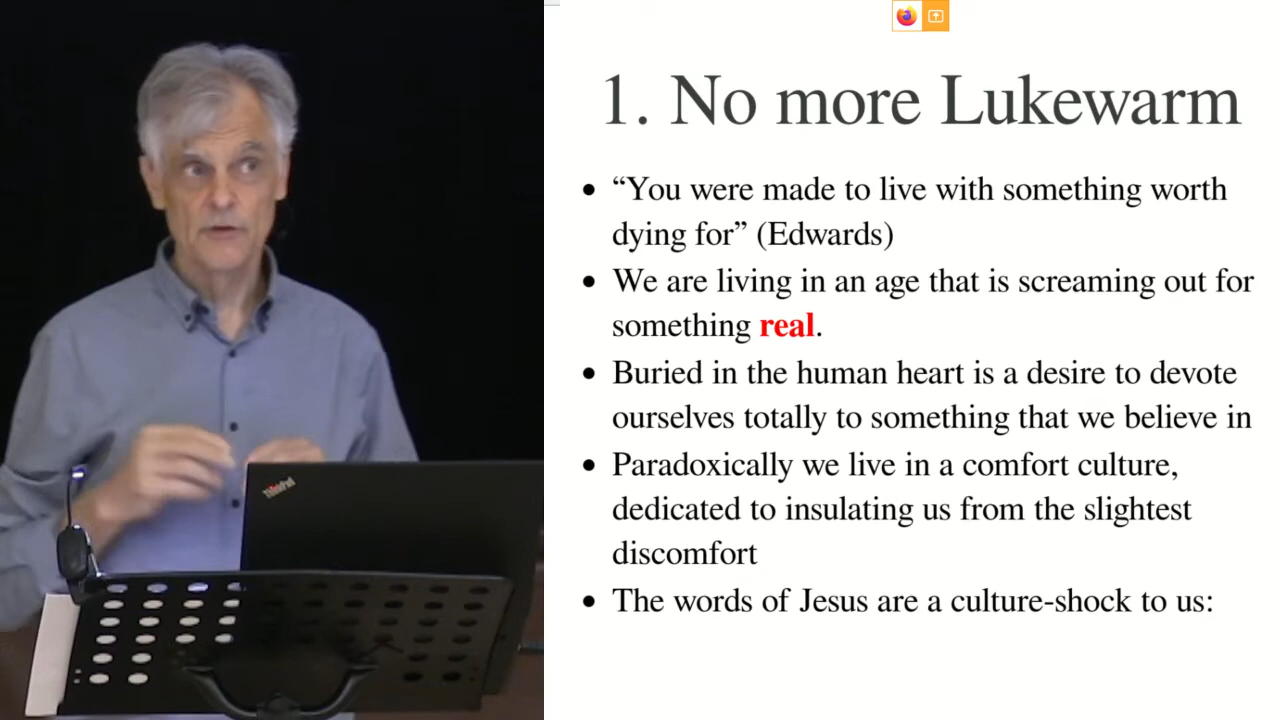 1. No more Lukewarm
• “You were made to live with something worth
dying for” (Edwards)
• We are living in an age that is screaming out for
something real.
• Buried in the human heart is a desire to devote
ourselves totally to something that we believe in
• Paradoxically we live in a comfort culture,
dedicated to insulating us from the slightest
discomfort
• The words of Jesus are a culture-shock to us:
ThinkPad